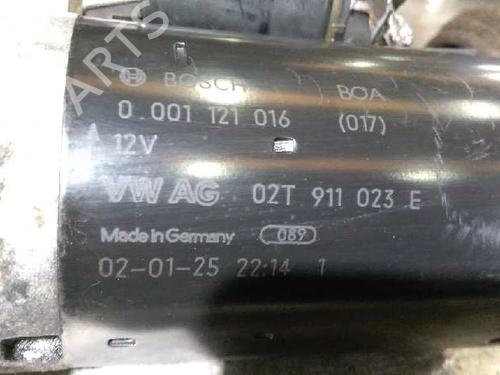 BOSCH BOA
0 001 121 016 (017)
12V
VW AG 02T 911 023 E
Made in Germany 089
02-01-25 22:14 1